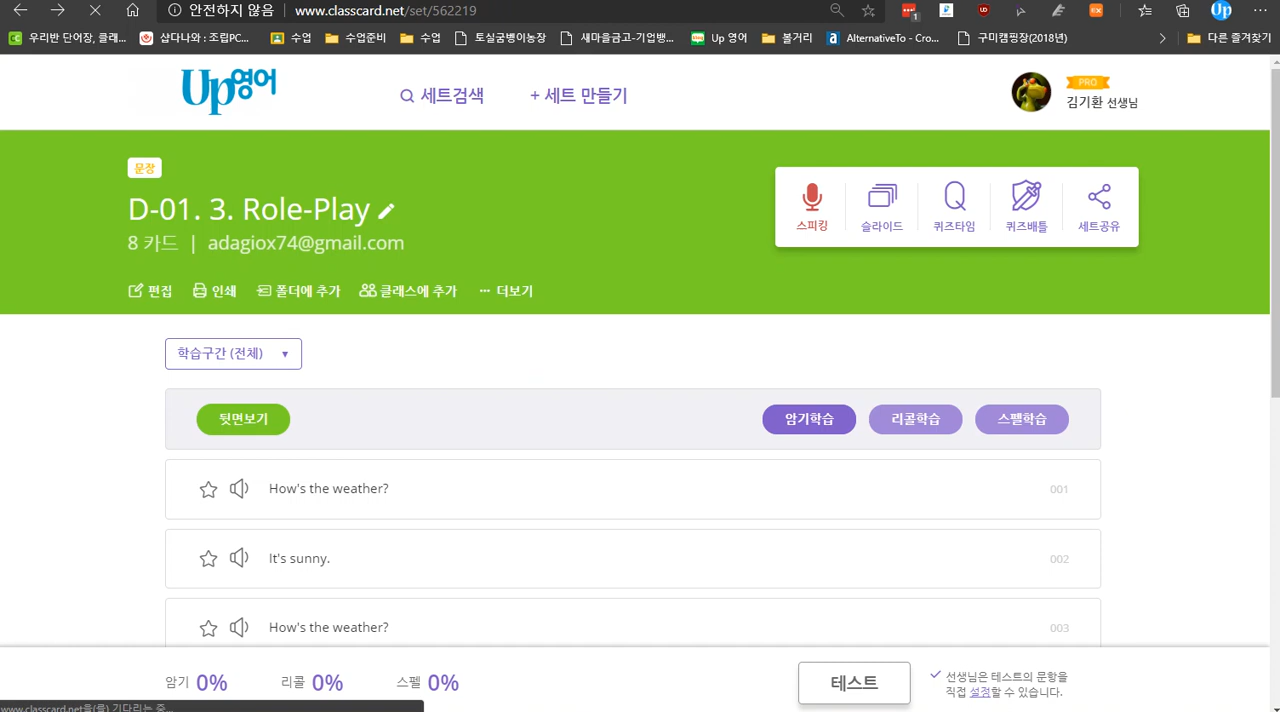 안전하지 않음 www.classcard.net/set/562219
우리반 단어장, 클래... 샵다나와 : 조립PC... 수업 수업준비 수업 토실굼벵이농장 새마을금고-기업뱅... Up 영어 볼거리 AlternativeTo - Cro... 구미캠핑장(2018년) 다른 즐겨찾기
Up영어
세트검색 + 세트 만들기
PRO
김기환 선생님
문장
D-01. 3. Role-Play
8 카드 | adagiox74@gmail.com
스피킹 슬라이드 퀴즈타임 퀴즈배틀 세트공유
편집 인쇄 폴더에 추가 클래스에 추가 ··· 더보기
학습구간 (전체) ▼
뒷면보기 암기학습 리콜학습 스펠학습
How's the weather? 001
It's sunny. 002
How's the weather? 003
암기 0% 리콜 0% 스펠 0%
테스트
선생님은 테스트의 문항을
직접 설정할 수 있습니다.
www.classcard.net을(를) 기다리는 중...